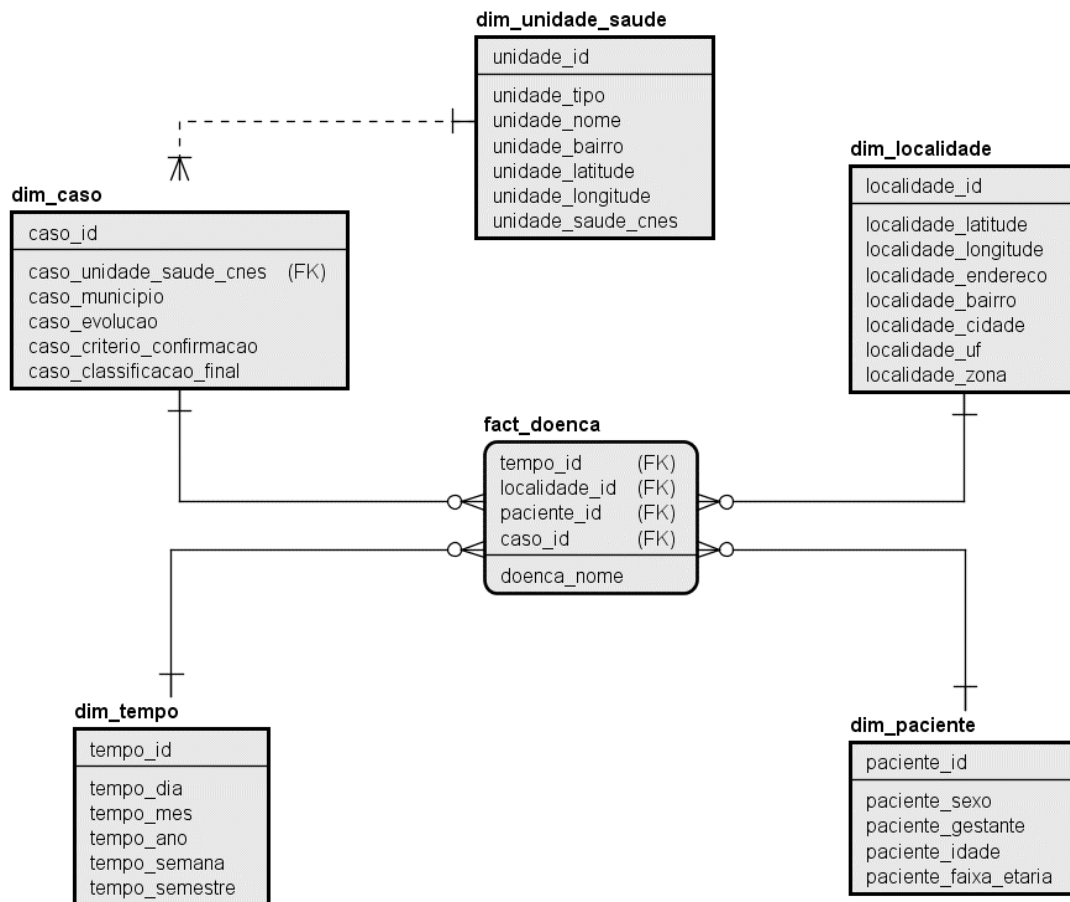 dim_unidade_saude
unidade_id
unidade_tipo
unidade_nome
unidade_bairro
unidade_latitude
unidade_longitude
unidade_saude_cnes
dim_localidade
localidade_id
localidade_latitude
localidade_longitude
localidade_endereco
localidade_bairro
localidade_cidade
localidade_uf
localidade_zona
dim_caso
caso_id
caso_unidade_saude_cnes (FK)
caso_municipio
caso_evolucao
caso_criterio_confirmacao
caso_classificacao_final
fact_doenca
tempo_id (FK)
localidade_id (FK)
paciente_id (FK)
caso_id (FK)
doenca_nome
dim_tempo
tempo_id
tempo_dia
tempo_mes
tempo_ano
tempo_semana
tempo_semestre
dim_paciente
paciente_id
paciente_sexo
paciente_gestante
paciente_idade
paciente_faixa_etaria